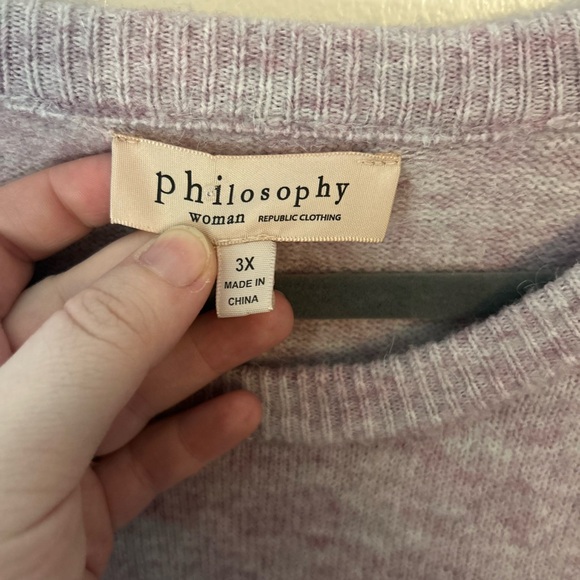 philosophy
woman REPUBLIC CLOTHING
3X
MADE IN
CHINA